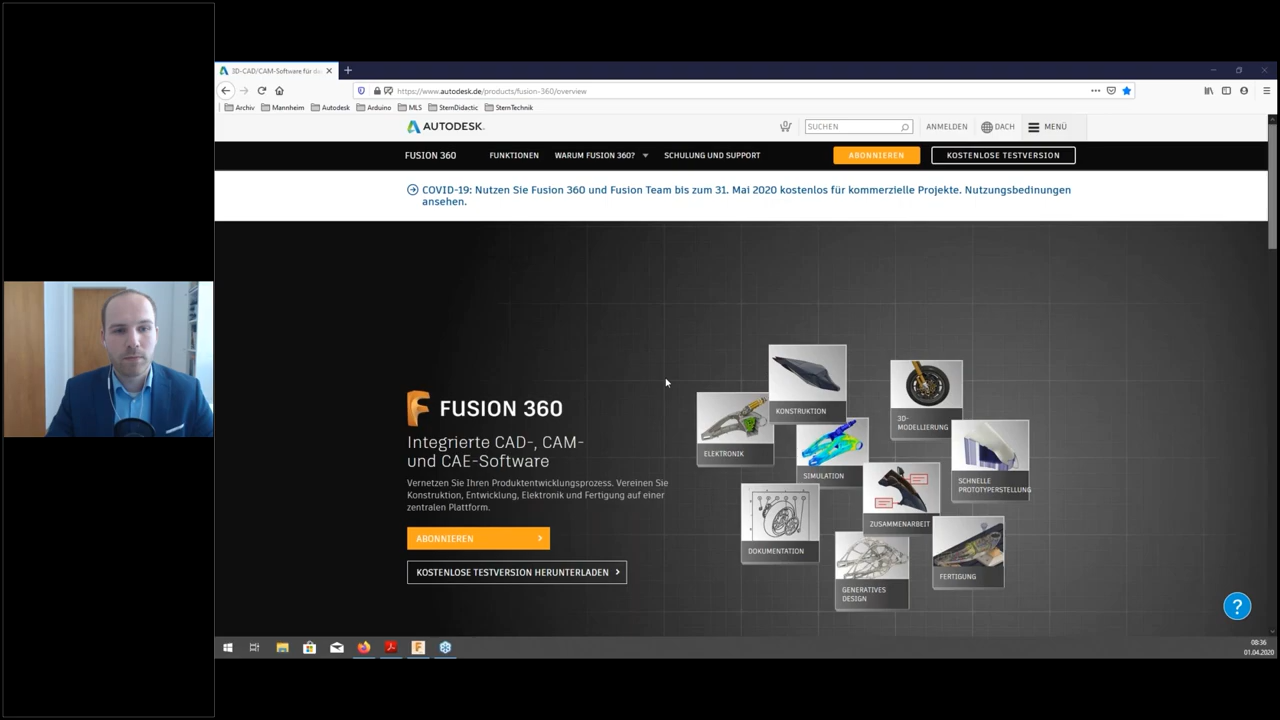 3D-CAD/CAM-Software für da
https://www.autodesk.de/products/fusion-360/overview
Archiv Mannheim Autodesk Arduino MLS SternDidactic SternTechnik
AUTODESK.
SUCHEN
ANMELDEN
DACH
MENÜ
FUSION 360
FUNKTIONEN
WARUM FUSION 360?
SCHULUNG UND SUPPORT
ABONNIEREN
KOSTENLOSE TESTVERSION
COVID-19: Nutzen Sie Fusion 360 und Fusion Team bis zum 31. Mai 2020 kostenlos für kommerzielle Projekte. Nutzungsbedinungen
ansehen.
FUSION 360
Integrierte CAD-, CAM-
und CAE-Software
Vernetzen Sie Ihren Produktentwicklungsprozess. Vereinen Sie
Konstruktion, Entwicklung, Elektronik und Fertigung auf einer
zentralen Plattform.
ABONNIEREN
KOSTENLOSE TESTVERSION HERUNTERLADEN
KONSTRUKTION
3D-
MODELLIERUNG
ELEKTRONIK
SIMULATION
SCHNELLE
PROTOTYPERSTELLUNG
ZUSAMMENARBEIT
DOKUMENTATION
FERTIGUNG
GENERATIVES
DESIGN
?
08:36
01.04.2020